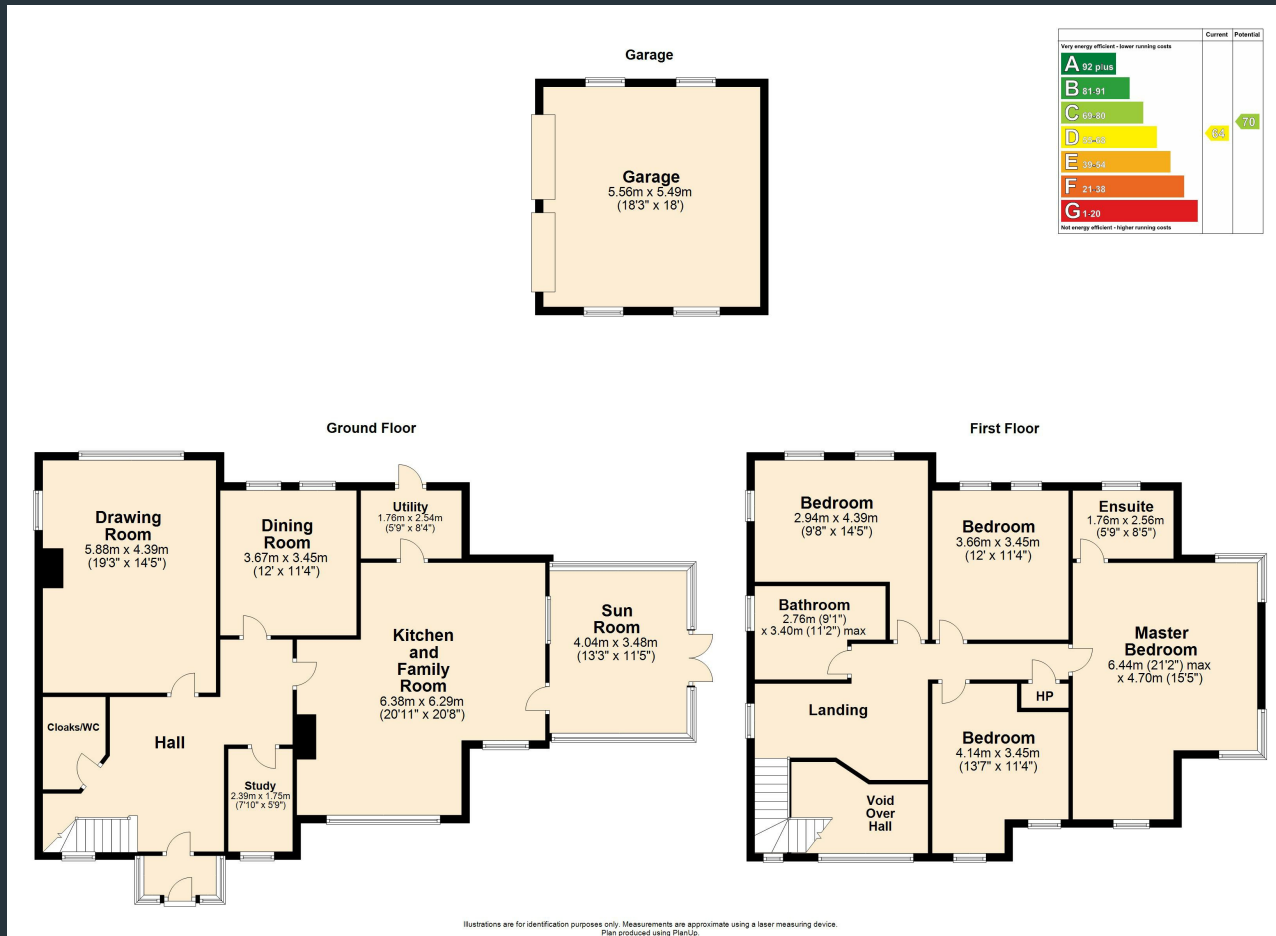 Garage
Garage
5.56m x 5.49m
(18'3" x 18')
Current Potential
Very energy efficient - lower running costs
A 92 plus
B 81-91
C 69-80
D
E 39-54
F 21-38
G 1-20
64
70
Not energy efficient - higher running costs
Ground Floor
Drawing
Room
5.88m x 4.39m
(19'3" x 14'5")
Dining
Room
3.67m x 3.45m
(12' x 11'4")
Utility
1.76m x 2.54m
(5'9" x 8'4")
Kitchen
and
Family
Room
6.38m x 6.29m
(20'11" x 20'8")
Sun
Room
4.04m x 3.48m
(13'3" x 11'5")
Cloaks/WC
Hall
Study
2.39m x 1.75m
(7'10" x 5'9")
First Floor
Bedroom
2.94m x 4.39m
(9'8" x 14'5")
Bedroom
3.66m x 3.45m
(12' x 11'4")
Ensuite
1.76m x 2.56m
(5'9" x 8'5")
Bathroom
2.76m (9'1")
x 3.40m (11'2") max
Master
Bedroom
6.44m (21'2") max
x 4.70m (15'5")
HP
Landing
Bedroom
4.14m x 3.45m
(13'7" x 11'4")
Void
Over
Hall
Illustrations are for identification purposes only. Measurements are approximate using a laser measuring device.
Plan produced using PlanUp.